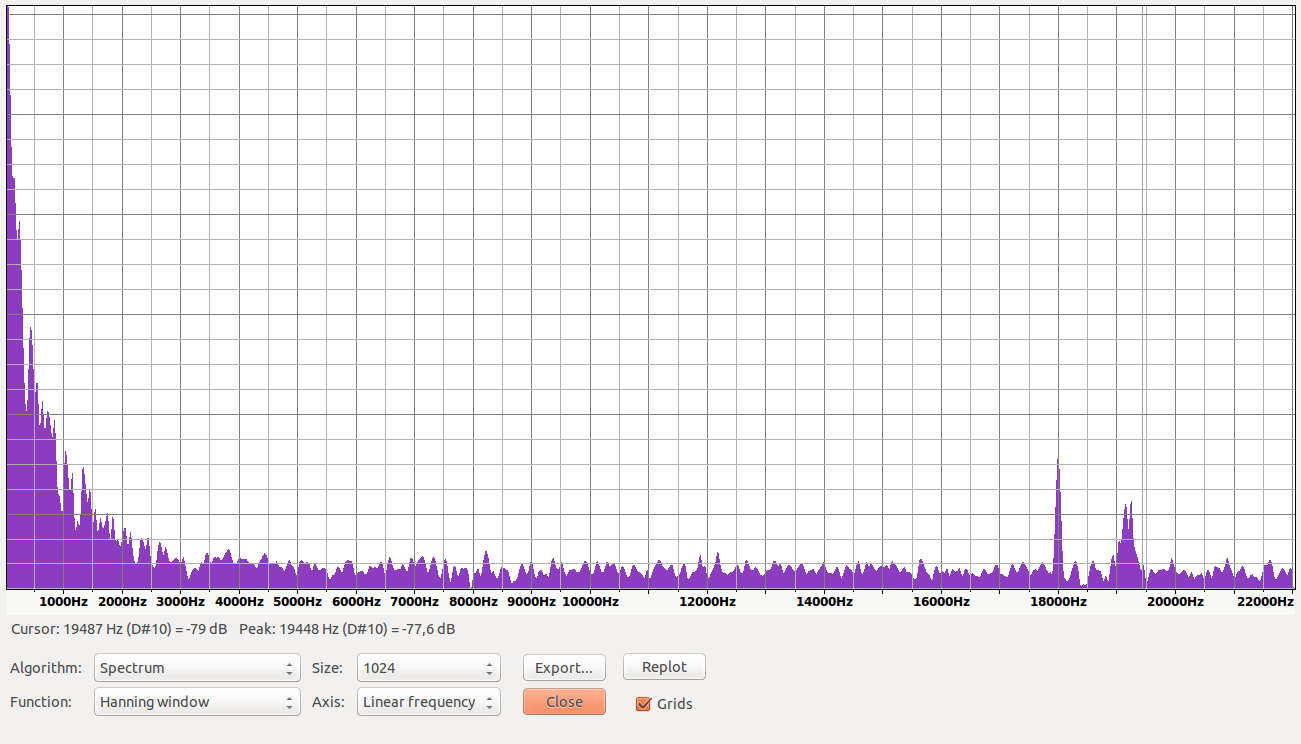 1000Hz 2000Hz 3000Hz 4000Hz 5000Hz 6000Hz 7000Hz 8000Hz 9000Hz 10000Hz 12000Hz 14000Hz 16000Hz 18000Hz 20000Hz 22000Hz
Cursor: 19487 Hz (D#10) = -79 dB Peak: 19448 Hz (D#10) = -77,6 dB
Algorithm: Spectrum Size: 1024 Export... Replot
Function: Hanning window Axis: Linear frequency Close Grids